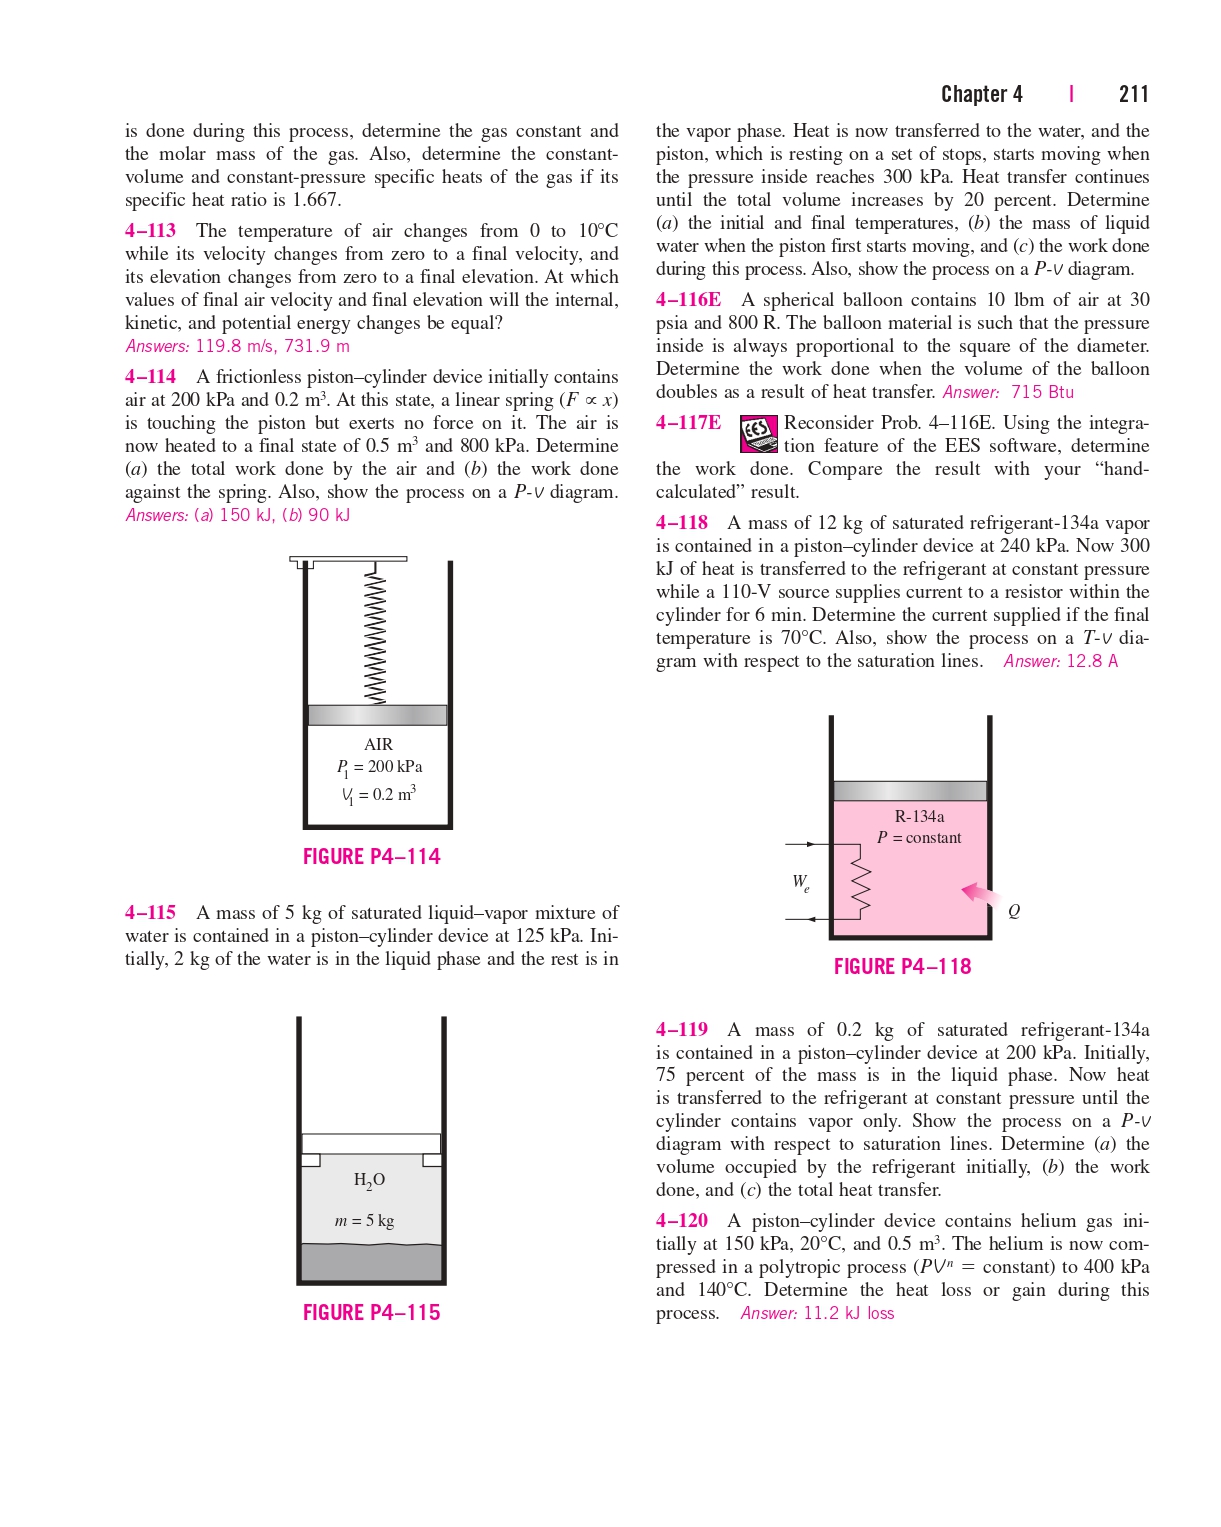 Chapter 4 | 211
is done during this process, determine the gas constant and
the molar mass of the gas. Also, determine the constant-
volume and constant-pressure specific heats of the gas if its
specific heat ratio is 1.667.
4–113 The temperature of air changes from 0 to 10°C
while its velocity changes from zero to a final velocity, and
its elevation changes from zero to a final elevation. At which
values of final air velocity and final elevation will the internal,
kinetic, and potential energy changes be equal?
Answers: 119.8 m/s, 731.9 m
4–114 A frictionless piston–cylinder device initially contains
air at 200 kPa and 0.2 m³. At this state, a linear spring (F ∝ x)
is touching the piston but exerts no force on it. The air is
now heated to a final state of 0.5 m³ and 800 kPa. Determine
(a) the total work done by the air and (b) the work done
against the spring. Also, show the process on a P-V diagram.
Answers: (a) 150 kJ, (b) 90 kJ
AIR
P₁ = 200 kPa
V₁ = 0.2 m³
FIGURE P4–114
4–115 A mass of 5 kg of saturated liquid–vapor mixture of
water is contained in a piston–cylinder device at 125 kPa. Ini-
tially, 2 kg of the water is in the liquid phase and the rest is in
H₂O
m = 5 kg
FIGURE P4–115
the vapor phase. Heat is now transferred to the water, and the
piston, which is resting on a set of stops, starts moving when
the pressure inside reaches 300 kPa. Heat transfer continues
until the total volume increases by 20 percent. Determine
(a) the initial and final temperatures, (b) the mass of liquid
water when the piston first starts moving, and (c) the work done
during this process. Also, show the process on a P-v diagram.
4–116E A spherical balloon contains 10 lbm of air at 30
psia and 800 R. The balloon material is such that the pressure
inside is always proportional to the square of the diameter.
Determine the work done when the volume of the balloon
doubles as a result of heat transfer. Answer: 715 Btu
4–117E EES Reconsider Prob. 4–116E. Using the integra-
tion feature of the EES software, determine
the work done. Compare the result with your “hand-
calculated” result.
4–118 A mass of 12 kg of saturated refrigerant-134a vapor
is contained in a piston–cylinder device at 240 kPa. Now 300
kJ of heat is transferred to the refrigerant at constant pressure
while a 110-V source supplies current to a resistor within the
cylinder for 6 min. Determine the current supplied if the final
temperature is 70°C. Also, show the process on a T-v dia-
gram with respect to the saturation lines. Answer: 12.8 A
R-134a
P = constant
Wₑ
Q
FIGURE P4–118
4–119 A mass of 0.2 kg of saturated refrigerant-134a
is contained in a piston–cylinder device at 200 kPa. Initially,
75 percent of the mass is in the liquid phase. Now heat
is transferred to the refrigerant at constant pressure until the
cylinder contains vapor only. Show the process on a P-v
diagram with respect to saturation lines. Determine (a) the
volume occupied by the refrigerant initially, (b) the work
done, and (c) the total heat transfer.
4–120 A piston–cylinder device contains helium gas ini-
tially at 150 kPa, 20°C, and 0.5 m³. The helium is now com-
pressed in a polytropic process (PVⁿ = constant) to 400 kPa
and 140°C. Determine the heat loss or gain during this
process. Answer: 11.2 kJ loss